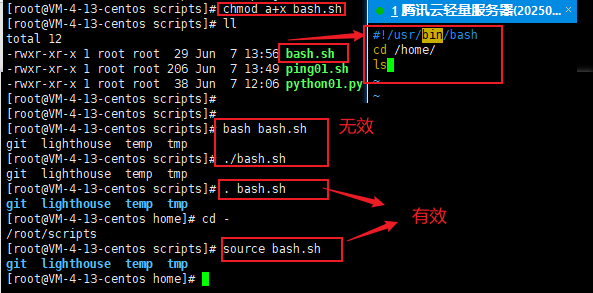 [root@VM-4-13-centos scripts]# chmod a+x bash.sh
[root@VM-4-13-centos scripts]# ll
total 12
-rwxr-xr-x 1 root root  29 Jun  7 13:56 bash.sh
-rwxr-xr-x 1 root root 206 Jun  7 13:49 ping01.sh
-rwxr-xr-x 1 root root  38 Jun  7 12:06 python01.py
[root@VM-4-13-centos scripts]#
[root@VM-4-13-centos scripts]#
[root@VM-4-13-centos scripts]# bash bash.sh
git  lighthouse  temp  tmp
[root@VM-4-13-centos scripts]# ./bash.sh
git  lighthouse  temp  tmp
[root@VM-4-13-centos scripts]# . bash.sh
git  lighthouse  temp  tmp
[root@VM-4-13-centos home]# cd -
/root/scripts
[root@VM-4-13-centos scripts]# source bash.sh
git  lighthouse  temp  tmp
[root@VM-4-13-centos home]#
1 腾讯云轻量服务器(20250
#!/usr/bin/bash
cd /home/
ls
~
~
无效
有效